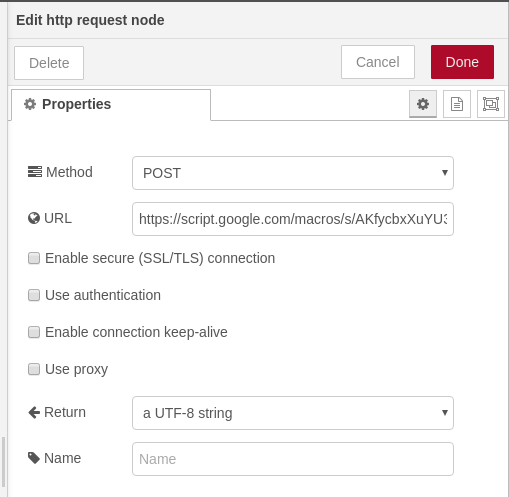 Edit http request node
Delete
Cancel
Done
Properties
Method
POST
URL
https://script.google.com/macros/s/AKfycbxXuYU3
Enable secure (SSL/TLS) connection
Use authentication
Enable connection keep-alive
Use proxy
Return
a UTF-8 string
Name
Name